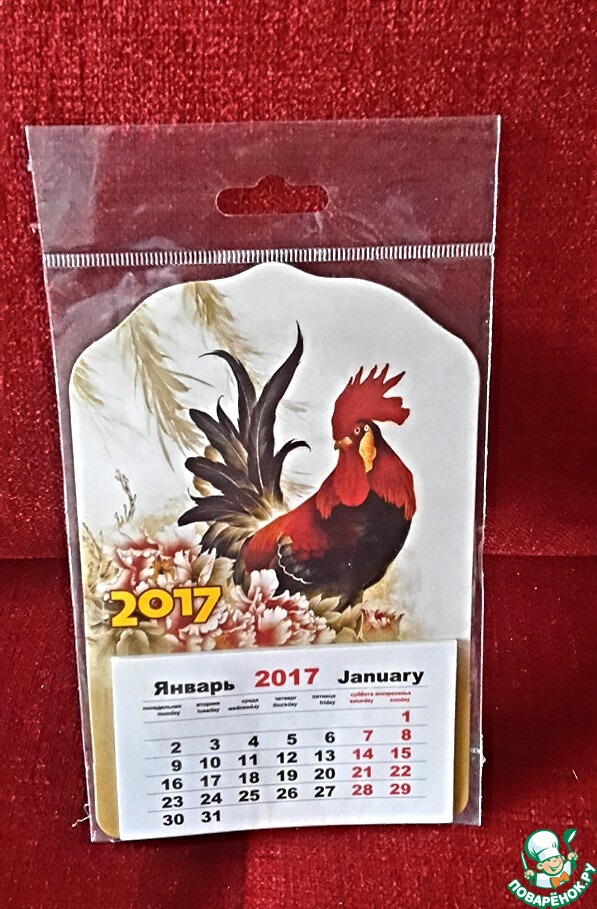 2017
Январь 2017 January
понедельник вторник среда четверг пятница суббота воскресенье
monday tuesday wednesday thursday friday saturday sunday
1
2 3 4 5 6 7 8
9 10 11 12 13 14 15
16 17 18 19 20 21 22
23 24 25 26 27 28 29
30 31
ПОВАРЁНОК.РУ